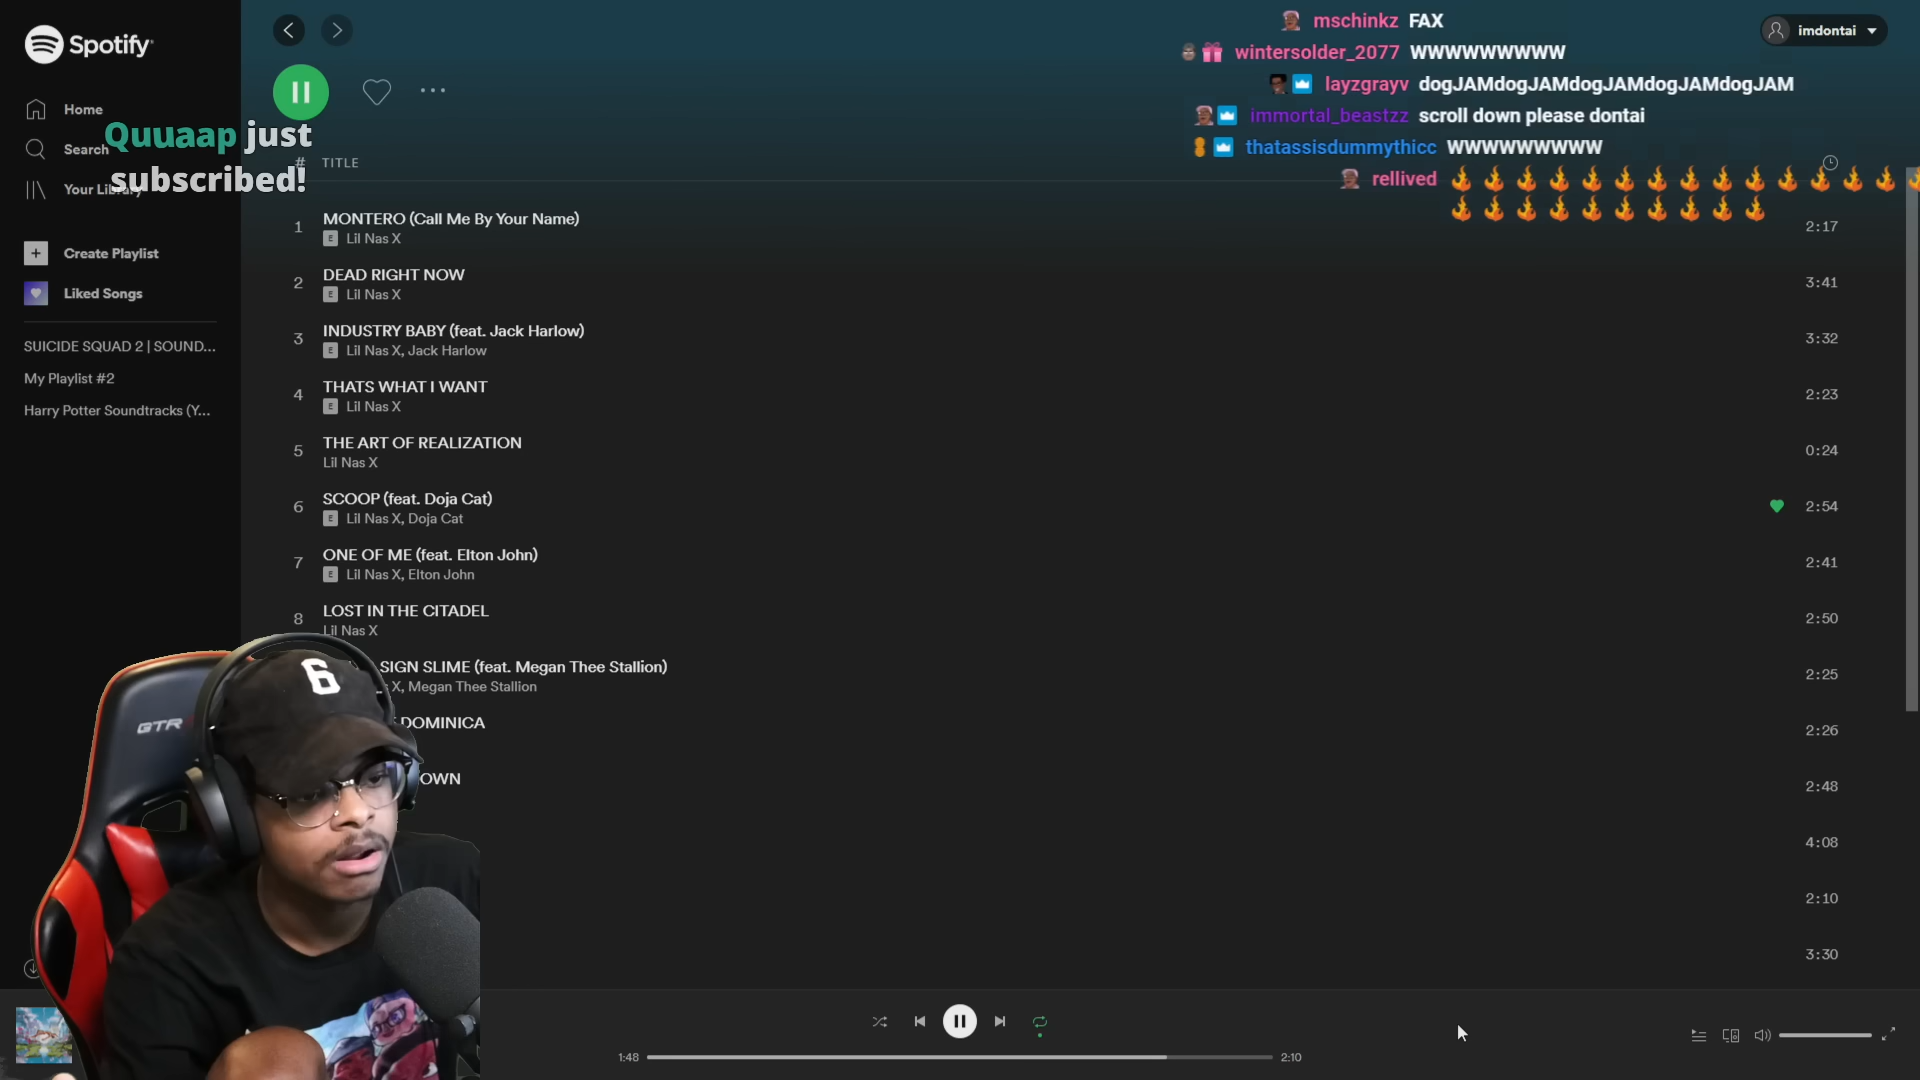 Spotify
mschinkz FAX
imdontai
wintersolder_2077 WWWWWWWWW
layzgrayv dogJAMdogJAMdogJAMdogJAMdogJAM
immortal_beastzz scroll down please dontai
thatassisdummythicc WWWWWWWWW
rellived
Home
Search
Your Library
Quuaap just
subscribed!
Create Playlist
Liked Songs
SUICIDE SQUAD 2 | SOUND...
My Playlist #2
Harry Potter Soundtracks (Y...
# TITLE
1 MONTERO (Call Me By Your Name) 2:17
E Lil Nas X
2 DEAD RIGHT NOW 3:41
E Lil Nas X
3 INDUSTRY BABY (feat. Jack Harlow) 3:32
E Lil Nas X, Jack Harlow
4 THATS WHAT I WANT 2:23
E Lil Nas X
5 THE ART OF REALIZATION 0:24
Lil Nas X
6 SCOOP (feat. Doja Cat) 2:54
E Lil Nas X, Doja Cat
7 ONE OF ME (feat. Elton John) 2:41
E Lil Nas X, Elton John
8 LOST IN THE CITADEL 2:50
Lil Nas X
SIGN SLIME (feat. Megan Thee Stallion) 2:25
X, Megan Thee Stallion
DOMINICA 2:26
OWN 2:48
4:08
2:10
3:30
6
GTR
1:48 2:10